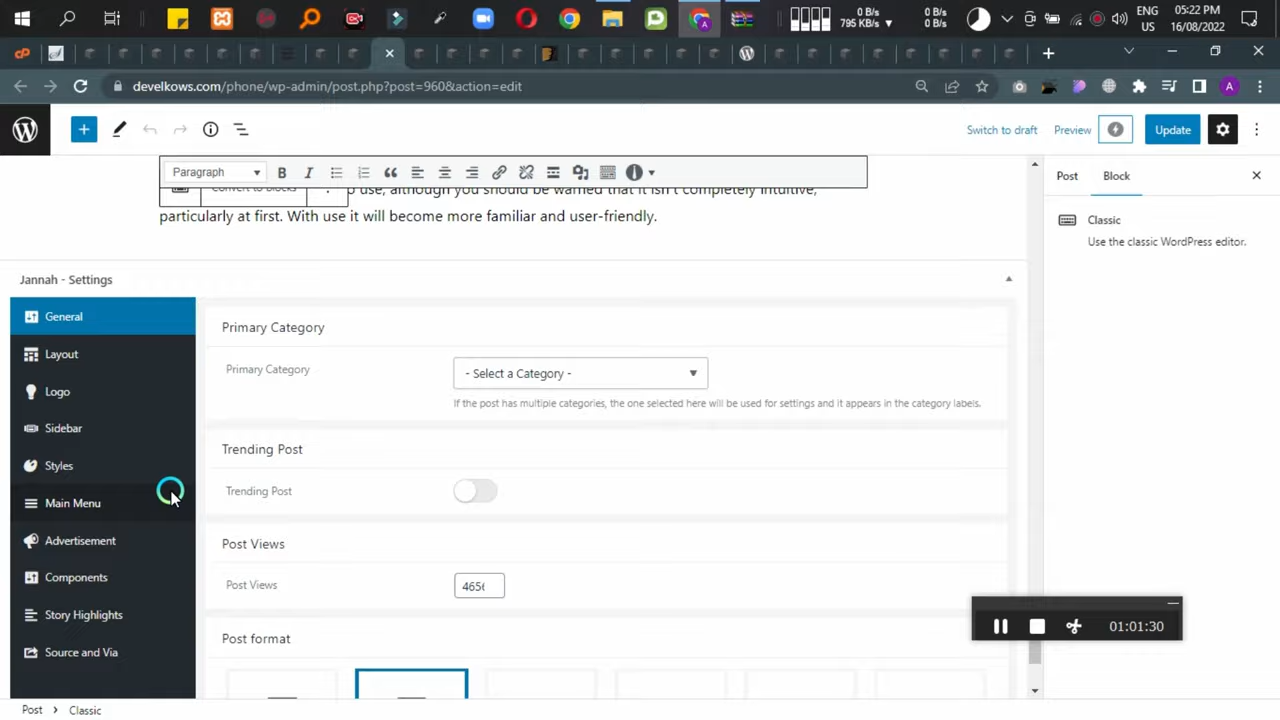 0 B/s
795 KB/s
0 B/s
0 B/s
ENG
US
05:22 PM
16/08/2022
develkows.com/phone/wp-admin/post.php?post=960&action=edit
A
Switch to draft
Preview
Update
Paragraph
B
I
Convert to blocks
p use, although you should be warned that it isn't completely intuitive,
particularly at first. With use it will become more familiar and user-friendly.
Post
Block
Classic
Use the classic WordPress editor.
Jannah - Settings
General
Layout
Logo
Sidebar
Styles
Main Menu
Advertisement
Components
Story Highlights
Source and Via
Primary Category
Primary Category
- Select a Category -
If the post has multiple categories, the one selected here will be used for settings and it appears in the category labels.
Trending Post
Trending Post
Post Views
Post Views
4656
Post format
01:01:30
Post
Classic